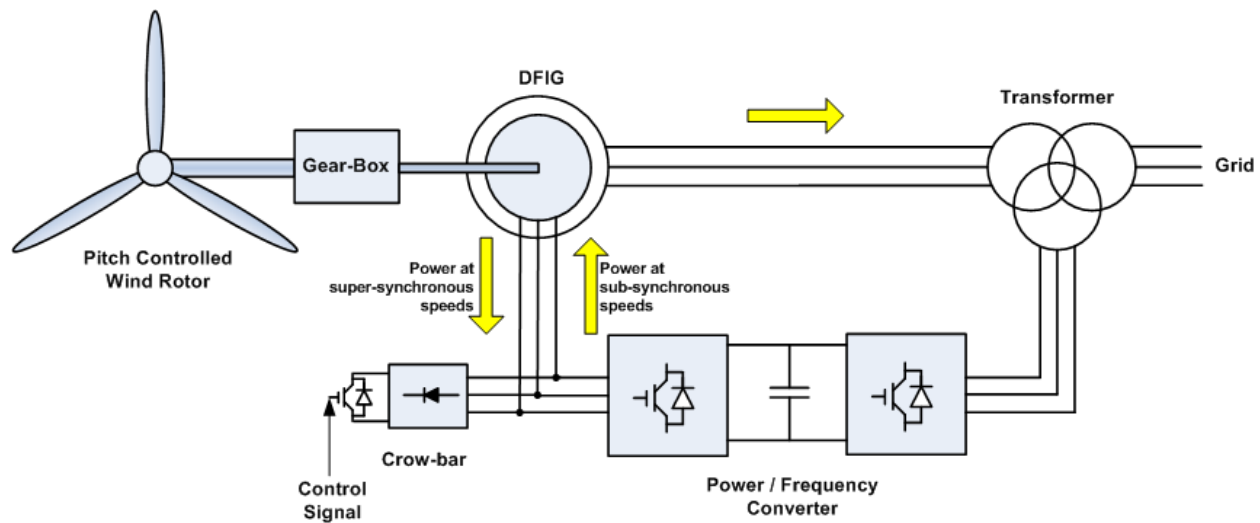 DFIG
Transformer
Gear-Box
Grid
Pitch Controlled
Wind Rotor
Power at
super-synchronous
speeds
Power at
sub-synchronous
speeds
Crow-bar
Control
Signal
Power / Frequency
Converter